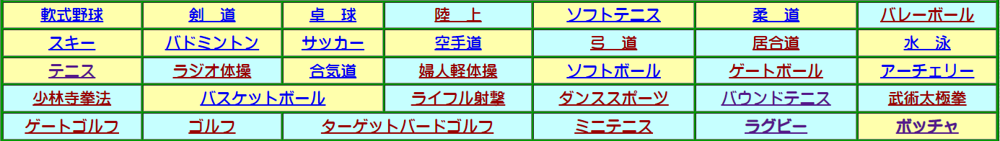 軟式野球 剣　道 卓　球 陸　上 ソフトテニス 柔　道 バレーボール
スキー バドミントン サッカー 空手道 弓　道 居合道 水　泳
テニス ラジオ体操 合気道 婦人軽体操 ソフトボール ゲートボール アーチェリー
少林寺拳法 バスケットボール ライフル射撃 ダンススポーツ バウンドテニス 武術太極拳
ゲートゴルフ ゴルフ ターゲットバードゴルフ ミニテニス ラグビー ボッチャ